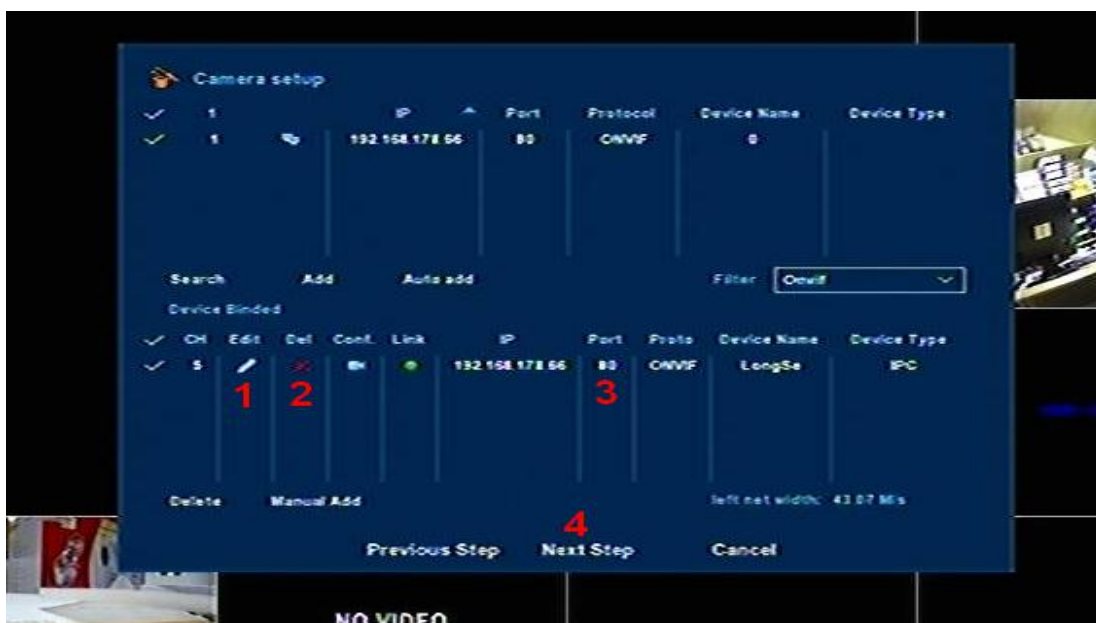 Camera setup
1 IP Port Protocol Device Name Device Type
1 192.168.178.66 80 ONVIF 0
Search Add Auto add Filter Onvif
Device Binded
CH Edit Del Conf. Link IP Port Proto Device Name Device Type
5 192.168.178.66 80 ONVIF LongSe IPC
1 2 3
Delete Manual Add left net width: 43.07 M/s
4
Previous Step Next Step Cancel
NO VIDEO